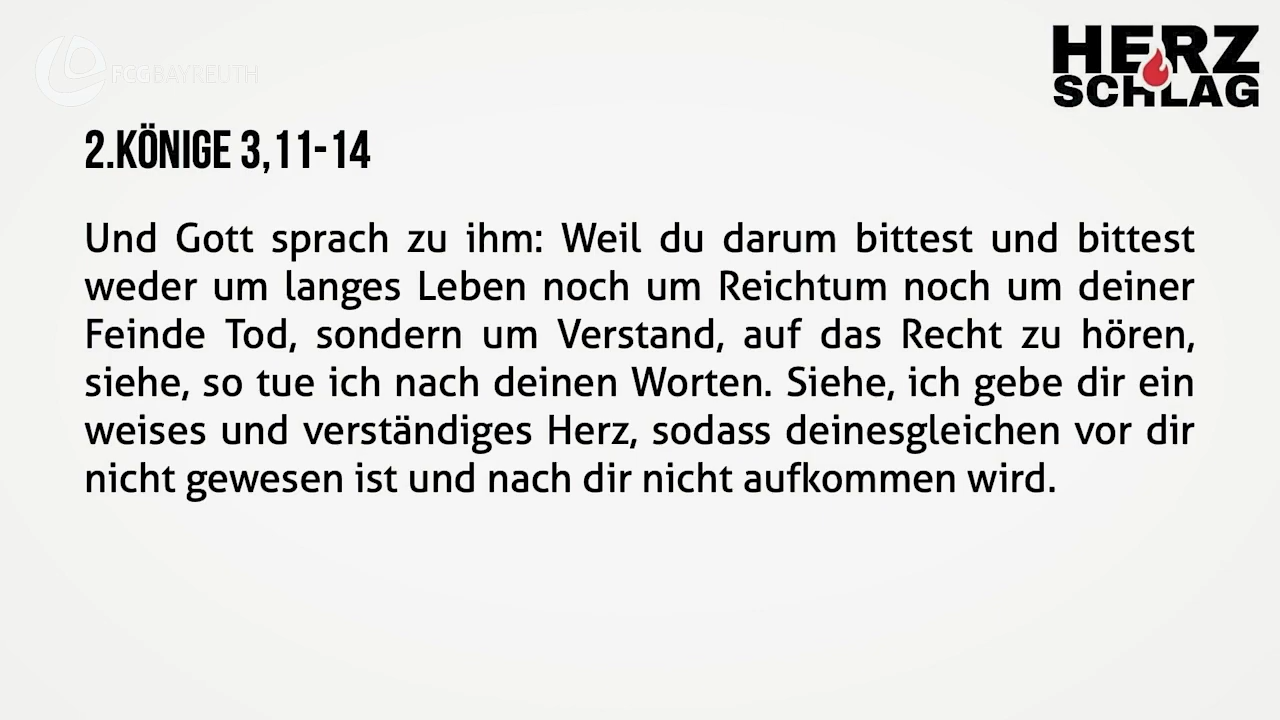 FCGBAYREUTH
HERZ
SCHLAG
2.KÖNIGE 3,11-14
Und Gott sprach zu ihm: Weil du darum bittest und bittest
weder um langes Leben noch um Reichtum noch um deiner
Feinde Tod, sondern um Verstand, auf das Recht zu hören,
siehe, so tue ich nach deinen Worten. Siehe, ich gebe dir ein
weises und verständiges Herz, sodass deinesgleichen vor dir
nicht gewesen ist und nach dir nicht aufkommen wird.